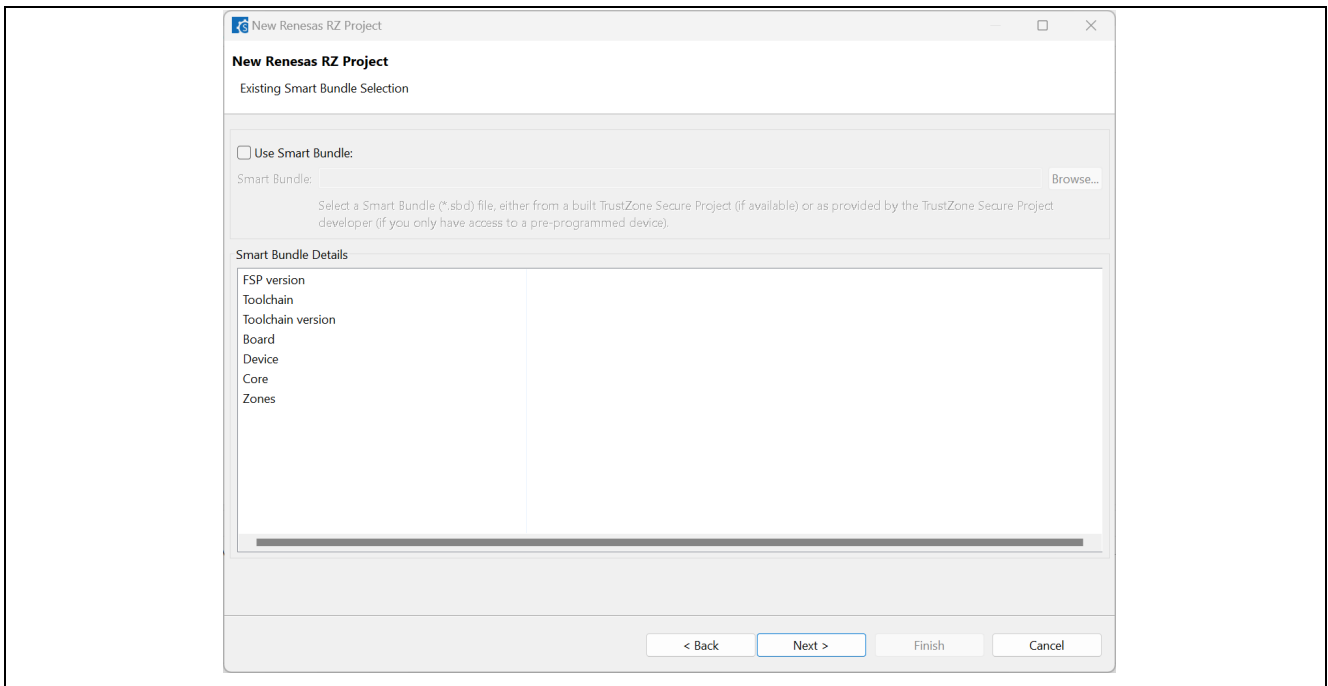 New Renesas RZ Project
New Renesas RZ Project
Existing Smart Bundle Selection
Use Smart Bundle:
Smart Bundle:
Browse...
Select a Smart Bundle (*.sbd) file, either from a built TrustZone Secure Project (if available) or as provided by the TrustZone Secure Project
developer (if you only have access to a pre-programmed device).
Smart Bundle Details
FSP version
Toolchain
Toolchain version
Board
Device
Core
Zones
< Back Next > Finish Cancel